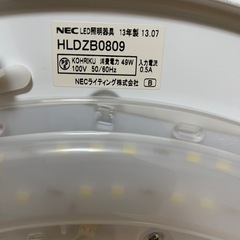 NEC LED照明器具 13年製 13.07
HLDZB0809
KOHRIKU 消費電力 49W 入力電流
100V 50/60Hz 0.5A
NECライティング株式会社 B